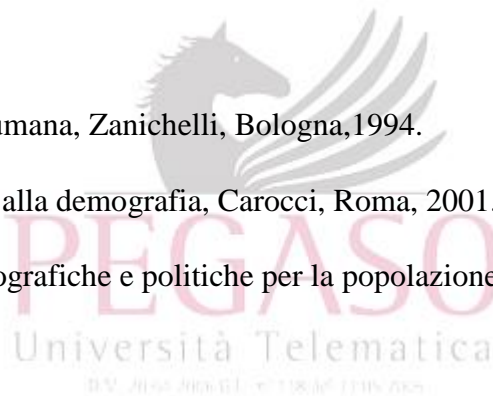 umana, Zanichelli, Bologna,1994.
alla demografia, Carocci, Roma, 2001.
ografiche e politiche per la popolazione
PEGASO
Università Telematica